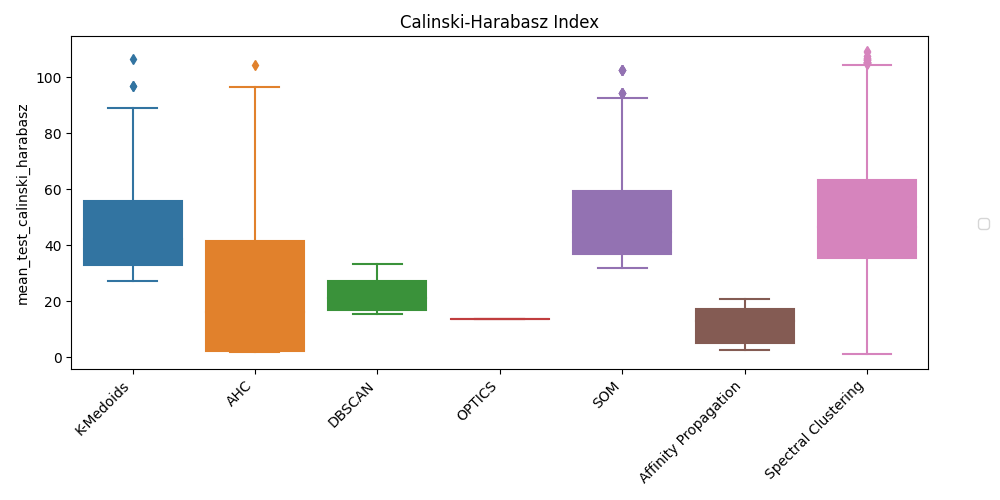 Calinski-Harabasz Index
mean_test_calinski_harabasz
100
80
60
40
20
0
K-Medoids
AHC
DBSCAN
OPTICS
SOM
Affinity Propagation
Spectral Clustering